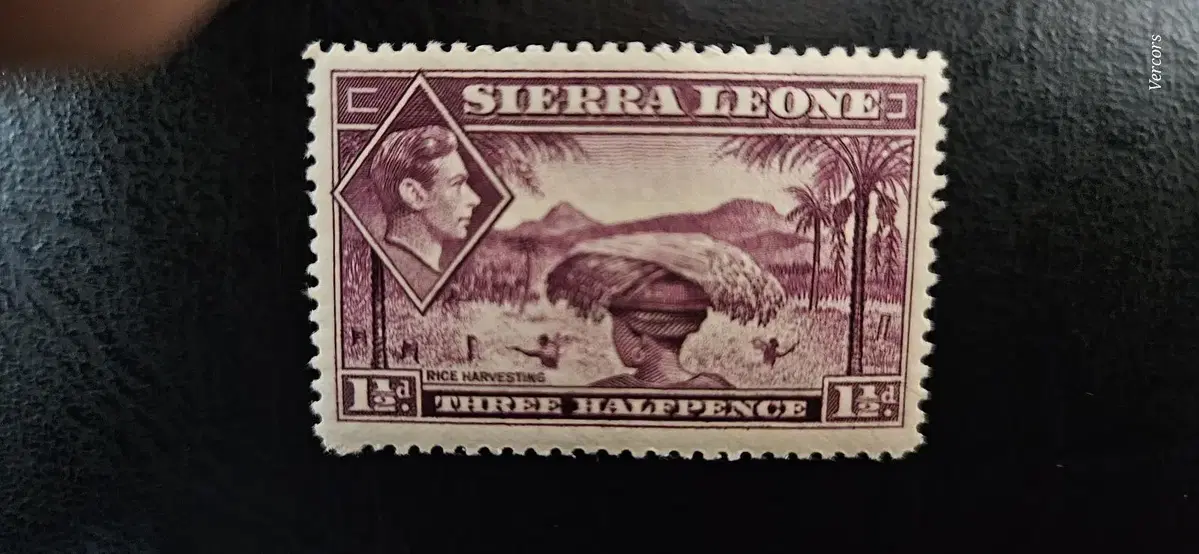 SIERRA LEONE
RICE HARVESTING
1½d.
THREE HALFPENCE
1½d.
Vercors